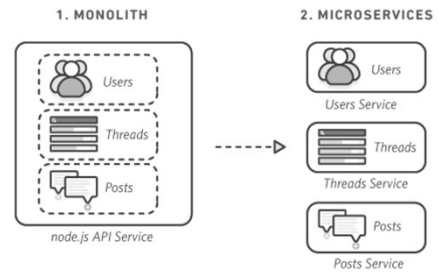 1. MONOLITH
Users
Threads
Posts
node.js API Service
2. MICROSERVICES
Users
Users Service
Threads
Threads Service
Posts
Posts Service